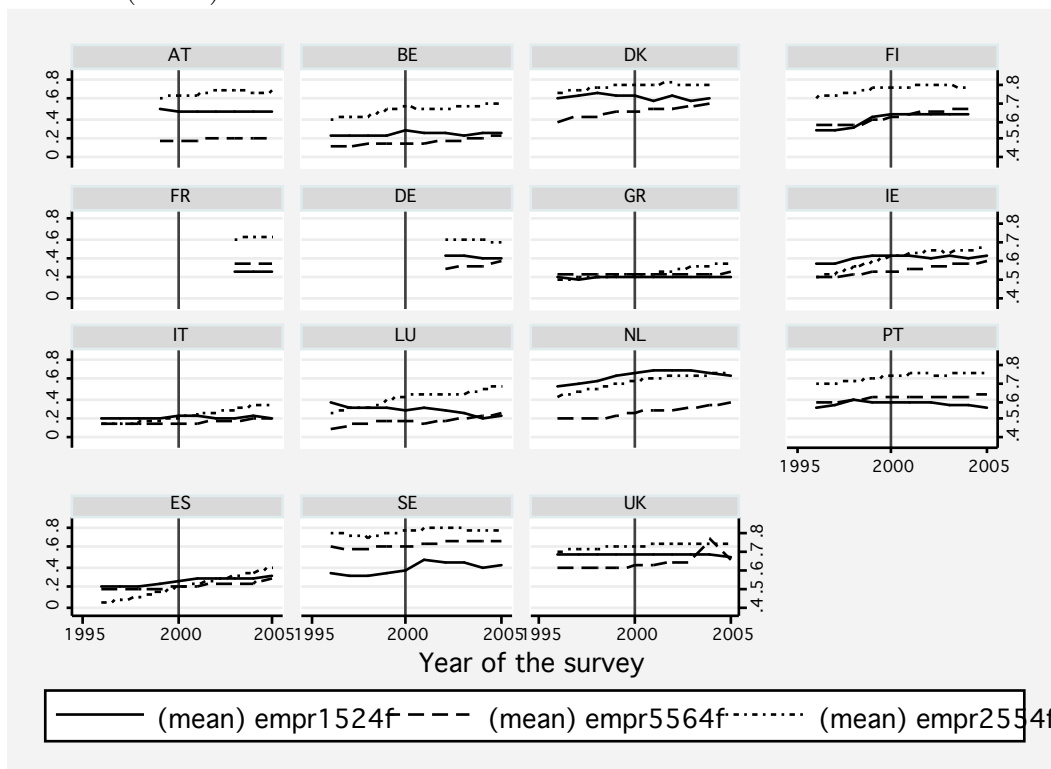 AT BE DK FI
0 .2 .4 .6 .8
.4 .5 .6 .7 .8
FR DE GR IE
0 .2 .4 .6 .8
.4 .5 .6 .7 .8
IT LU NL PT
0 .2 .4 .6 .8
.4 .5 .6 .7 .8
1995 2000 2005
ES SE UK
0 .2 .4 .6 .8
.4 .5 .6 .7 .8
1995 2000 2005 1995 2000 2005 1995 2000 2005
Year of the survey
(mean) empr1524f (mean) empr5564f (mean) empr2554f